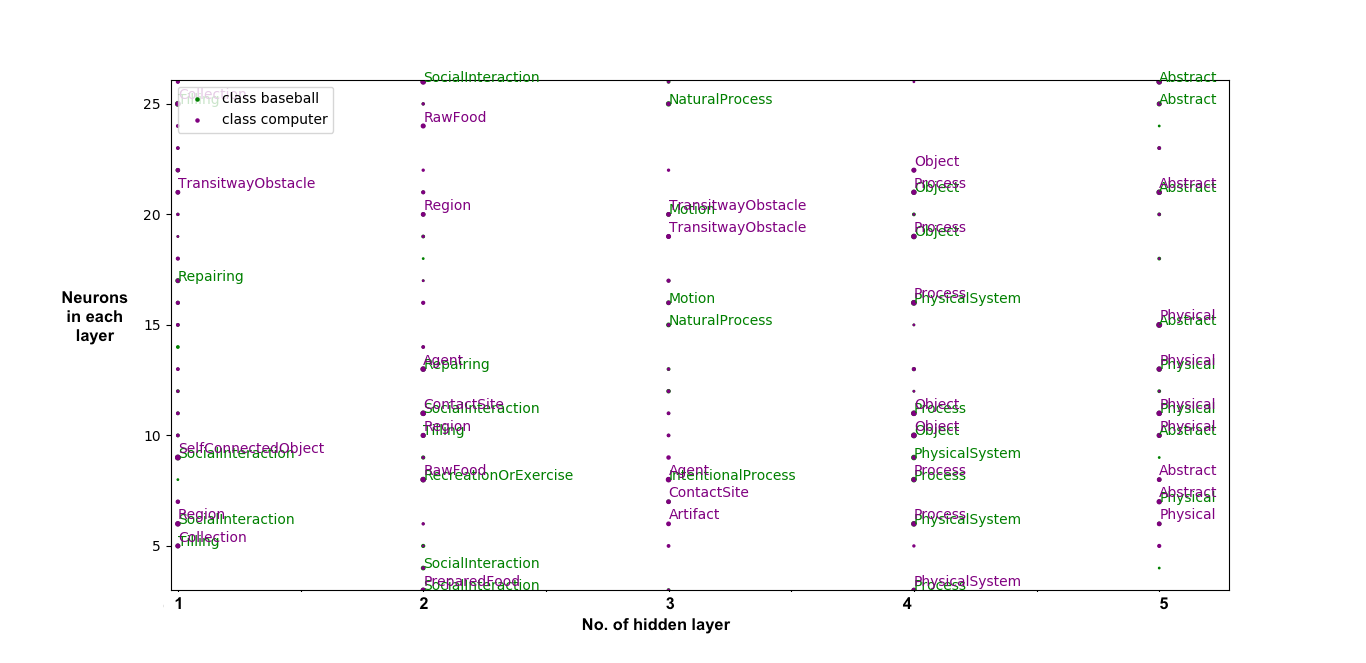 SocialInteraction
Abstract
Collection
Tilling
class baseball
class computer
25
NaturalProcess
Abstract
RawFood
Object
TransitwayObstacle
Process
Object
Abstract
Abstract
20
Region
TransitwayObstacle
Motion
TransitwayObstacle
Process
Object
Repairing
Neurons
in each
layer
Process
PhysicalSystem
Motion
15
NaturalProcess
Physical
Abstract
Agent
Repairing
Physical
Physical
ContactSite
SocialInteraction
Object
Process
Physical
Physical
10
Region
Tilling
Object
Object
Physical
Abstract
SelfConnectedObject
SocialInteraction
PhysicalSystem
RawFood
RecreationOrExercise
Agent
IntentionalProcess
Process
Process
Abstract
ContactSite
Abstract
Physical
Region
SocialInteraction
Artifact
Process
PhysicalSystem
Physical
5
Collection
Tilling
SocialInteraction
PreparedFood
SocialInteraction
PhysicalSystem
Process
1 2 3 4 5
No. of hidden layer